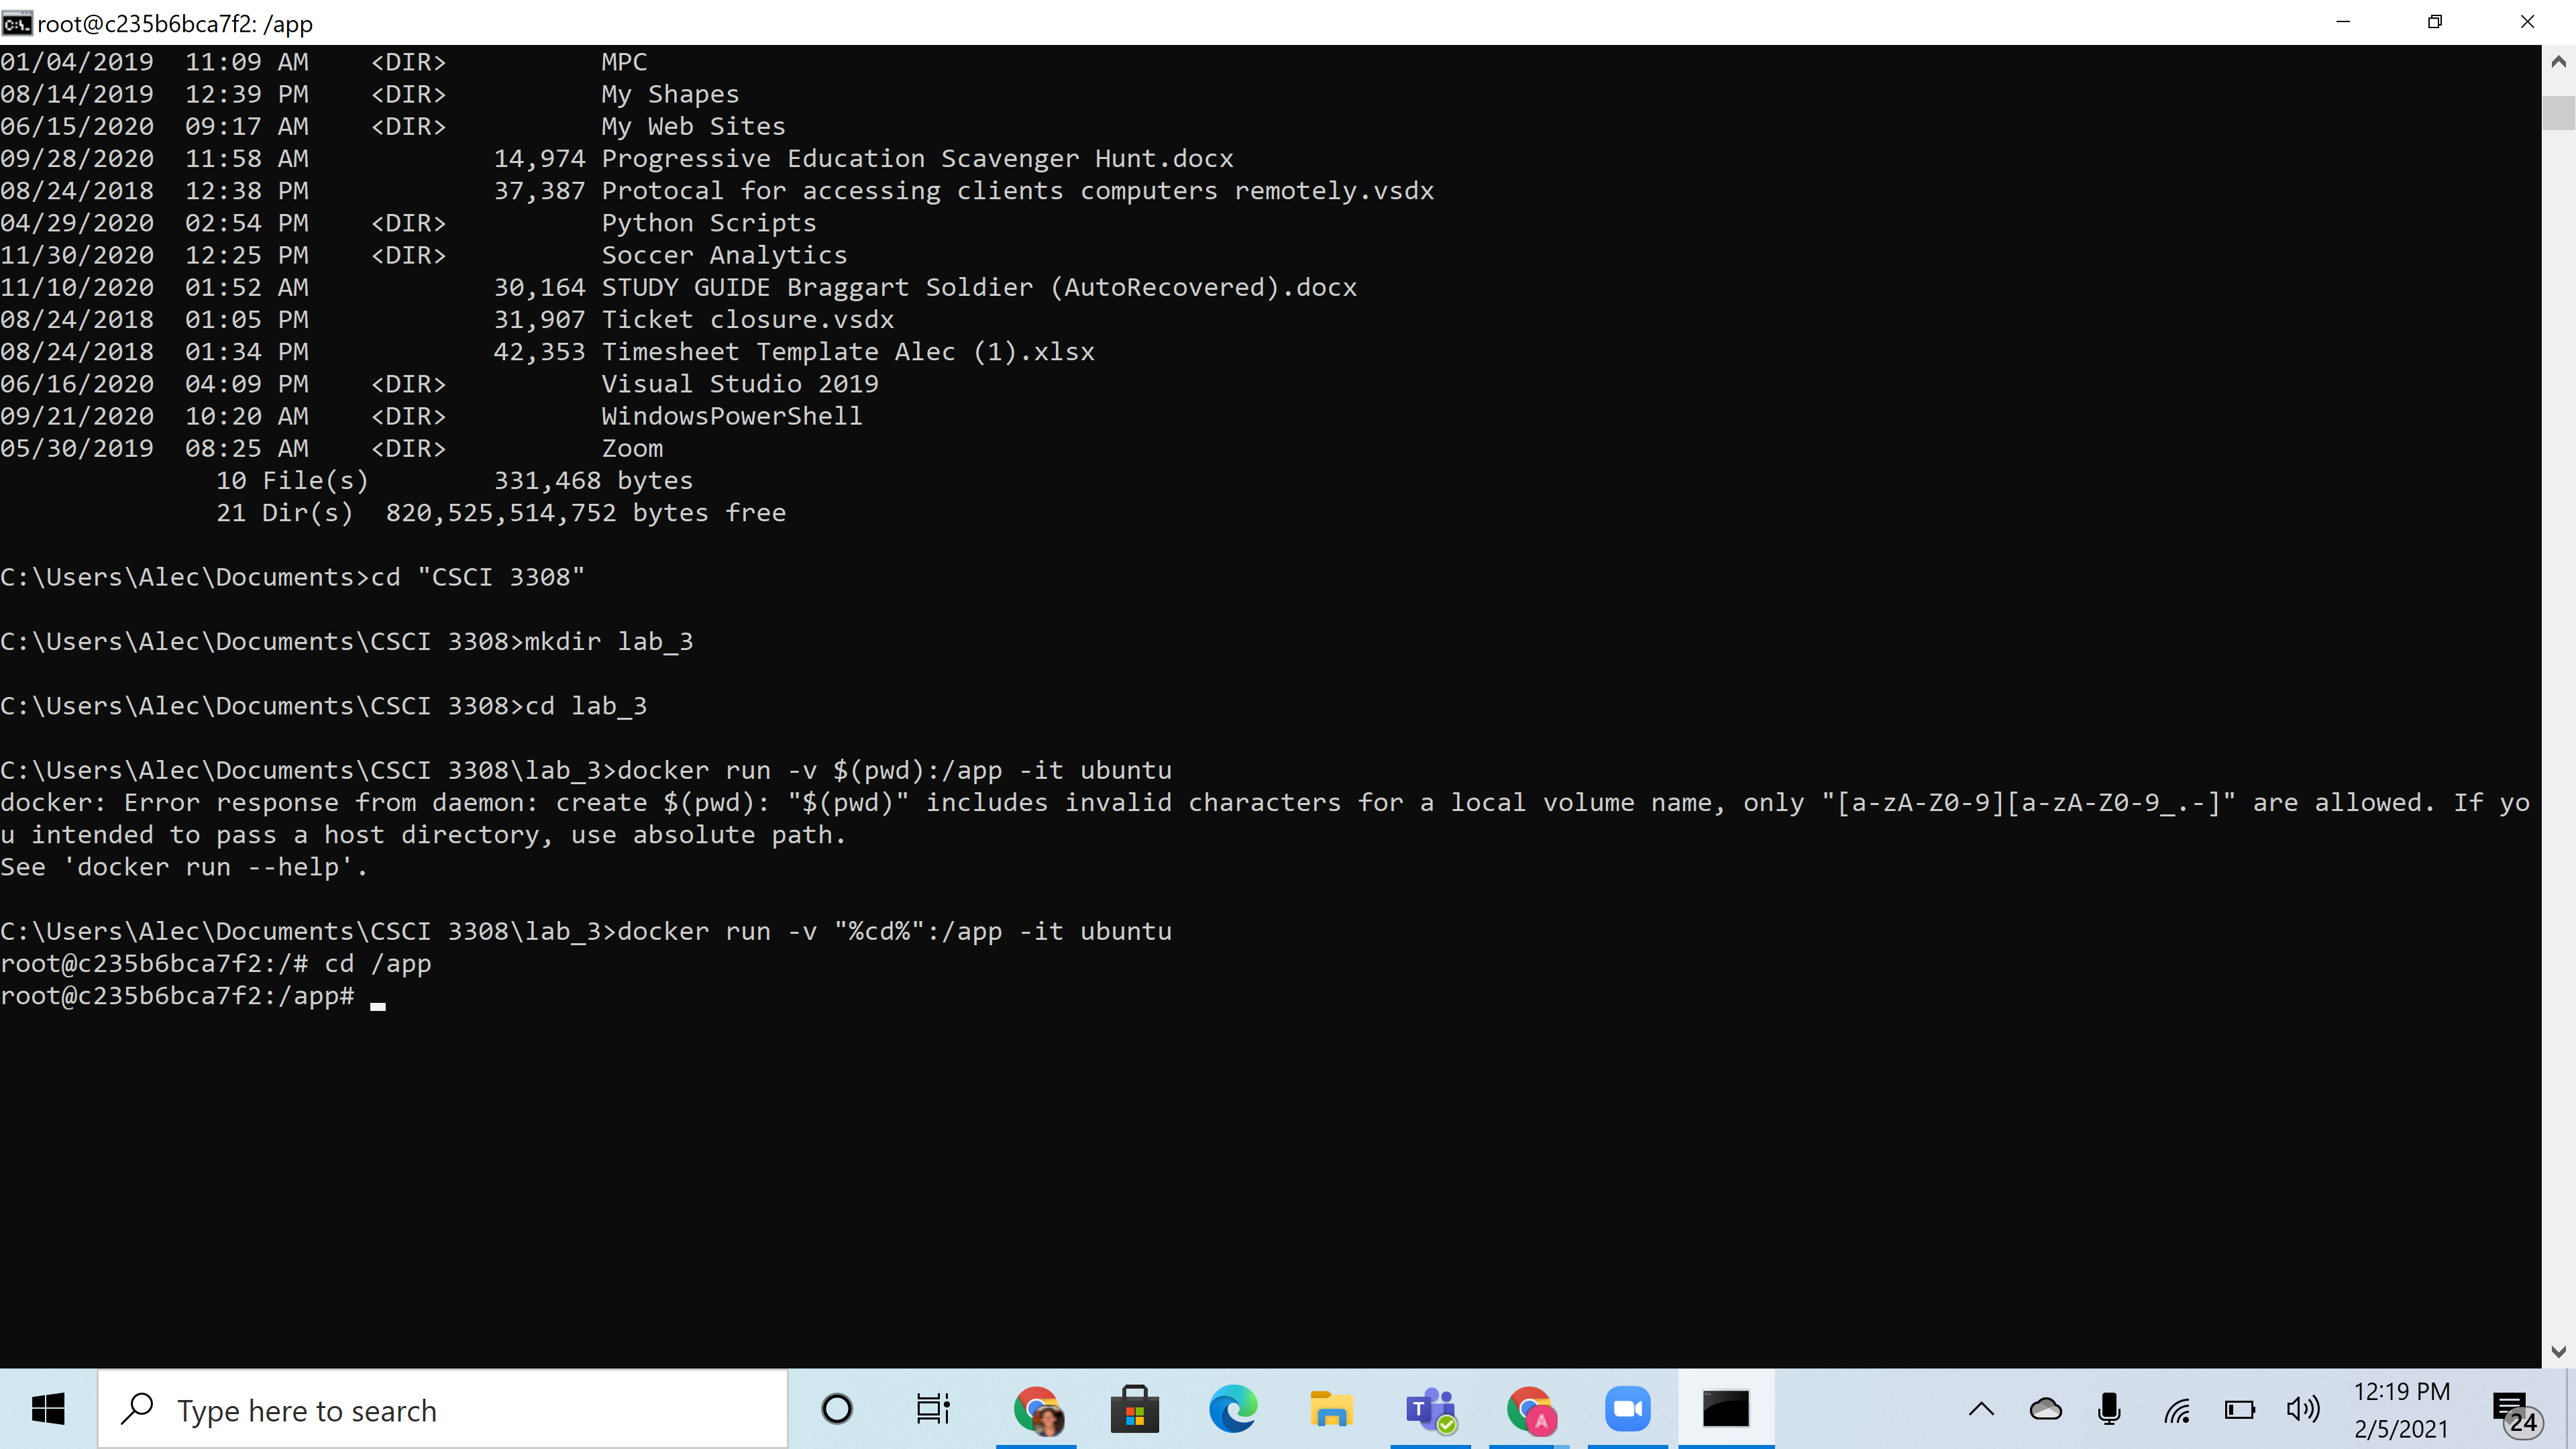 root@c235b6bca7f2: /app
01/04/2019  11:09 AM    <DIR>          MPC
08/14/2019  12:39 PM    <DIR>          My Shapes
06/15/2020  09:17 AM    <DIR>          My Web Sites
09/28/2020  11:58 AM            14,974 Progressive Education Scavenger Hunt.docx
08/24/2018  12:38 PM            37,387 Protocal for accessing clients computers remotely.vsdx
04/29/2020  02:54 PM    <DIR>          Python Scripts
11/30/2020  12:25 PM    <DIR>          Soccer Analytics
11/10/2020  01:52 AM            30,164 STUDY GUIDE Braggart Soldier (AutoRecovered).docx
08/24/2018  01:05 PM            31,907 Ticket closure.vsdx
08/24/2018  01:34 PM            42,353 Timesheet Template Alec (1).xlsx
06/16/2020  04:09 PM    <DIR>          Visual Studio 2019
09/21/2020  10:20 AM    <DIR>          WindowsPowerShell
05/30/2019  08:25 AM    <DIR>          Zoom
              10 File(s)        331,468 bytes
              21 Dir(s)  820,525,514,752 bytes free
C:\Users\Alec\Documents>cd "CSCI 3308"
C:\Users\Alec\Documents\CSCI 3308>mkdir lab_3
C:\Users\Alec\Documents\CSCI 3308>cd lab_3
C:\Users\Alec\Documents\CSCI 3308\lab_3>docker run -v $(pwd):/app -it ubuntu
docker: Error response from daemon: create $(pwd): "$(pwd)" includes invalid characters for a local volume name, only "[a-zA-Z0-9][a-zA-Z0-9_.-]" are allowed. If yo
u intended to pass a host directory, use absolute path.
See 'docker run --help'.
C:\Users\Alec\Documents\CSCI 3308\lab_3>docker run -v "%cd%":/app -it ubuntu
root@c235b6bca7f2:/# cd /app
root@c235b6bca7f2:/app#
Type here to search
12:19 PM
2/5/2021
24